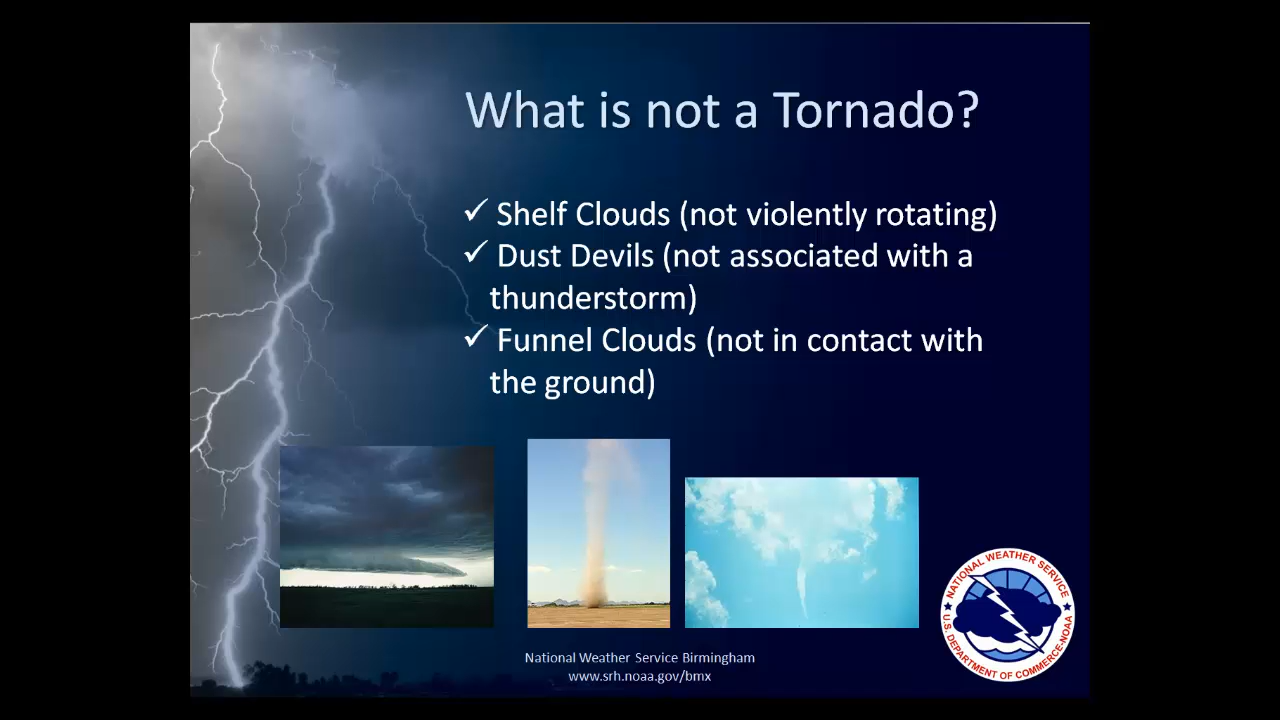 What is not a Tornado?
✓ Shelf Clouds (not violently rotating)
✓ Dust Devils (not associated with a
thunderstorm)
✓ Funnel Clouds (not in contact with
the ground)
National Weather Service Birmingham
www.srh.noaa.gov/bmx
NATIONAL WEATHER SERVICE
U.S. DEPARTMENT OF COMMERCE-NOAA